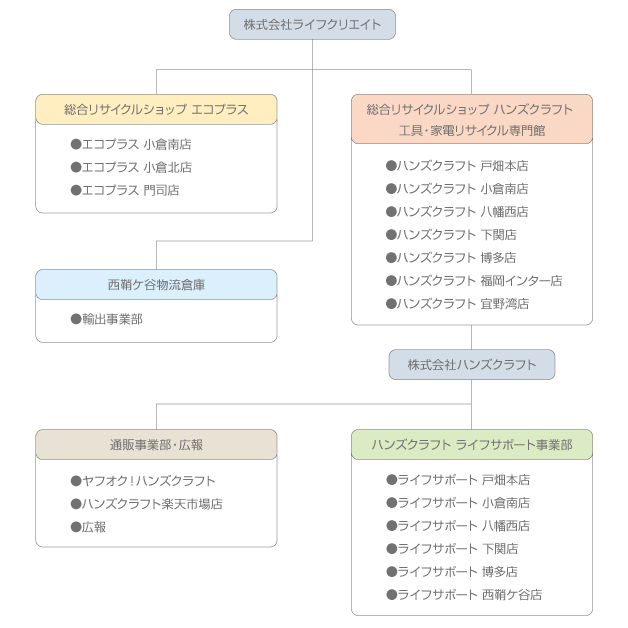 株式会社ライフクリエイト
総合リサイクルショップ エコプラス
●エコプラス 小倉南店
●エコプラス 小倉北店
●エコプラス 門司店
総合リサイクルショップ ハンズクラフト
工具・家電リサイクル専門館
●ハンズクラフト 戸畑本店
●ハンズクラフト 小倉南店
●ハンズクラフト 八幡西店
●ハンズクラフト 下関店
●ハンズクラフト 博多店
●ハンズクラフト 福岡インター店
●ハンズクラフト 宜野湾店
西鞘ケ谷物流倉庫
●輸出事業部
株式会社ハンズクラフト
通販事業部・広報
●ヤフオク！ハンズクラフト
●ハンズクラフト楽天市場店
●広報
ハンズクラフト ライフサポート事業部
●ライフサポート 戸畑本店
●ライフサポート 小倉南店
●ライフサポート 八幡西店
●ライフサポート 下関店
●ライフサポート 博多店
●ライフサポート 西鞘ケ谷店